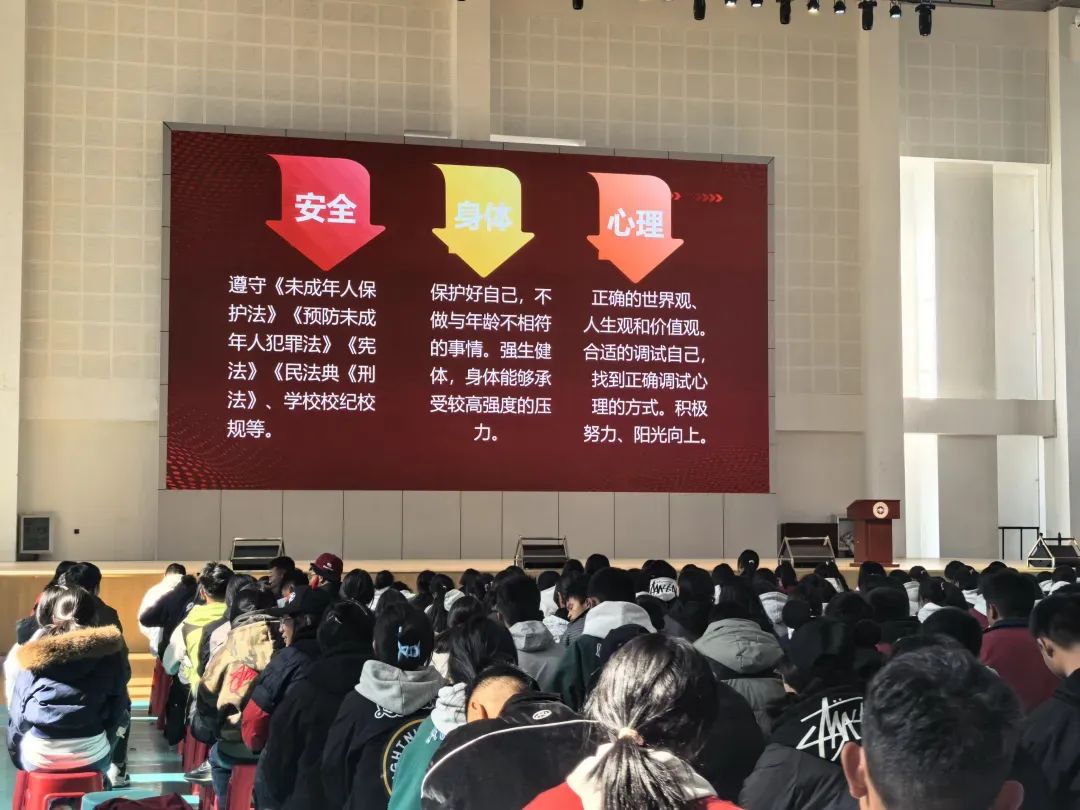 安全
遵守《未成年人保
护法》《预防未成
年人犯罪法》《宪
法》《民法典《刑
法》、学校校纪校
规等。
身体
保护好自己，不
做与年龄不相符
的事情。强生健
体，身体能够承
受较高强度的压
力。
心理
正确的世界观、
人生观和价值观。
合适的调试自己，
找到正确调试心
理的方式。积极
努力、阳光向上。